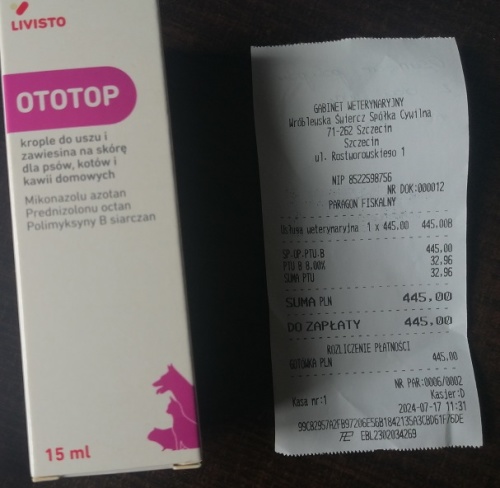 LIVISTO
OTOTOP
krople do uszu i
zawiesina na skórę
dla psów, kotów i
kawii domowych
Mikonazolu azotan
Prednizolonu octan
Polimyksyny B siarczan
15 ml
GABINET WETERYNARYJNY
Wróblewska Świercz Spółka Cywilna
71-262 Szczecin
Szczecin
ul. Rostworowskiego 1
NIP 8522598756
NR DOK:000012
PARAGON FISKALNY
Usługa weterynaryjna 1 x 445.00 445.00B
SP.OP.PTU B 445.00
PTU B 8.00% 32.96
SUMA PTU 32.96
SUMA PLN 445.00
DO ZAPŁATY 445.00
ROZLICZENIE PŁATNOŚCI
GOTÓWKA PLN 445.00
NR PAR:0006/0002
Kasa nr:1 Kasjer:D
2024-07-17 11:31
EBL2302034269